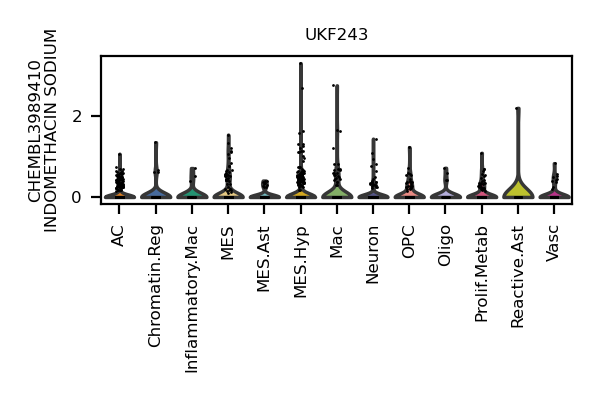 UKF243
CHEMBL3989410
INDOMETHACIN SODIUM
2
0
AC
Chromatin.Reg
Inflammatory.Mac
MES
MES.Ast
MES.Hyp
Mac
Neuron
OPC
Oligo
Prolif.Metab
Reactive.Ast
Vasc